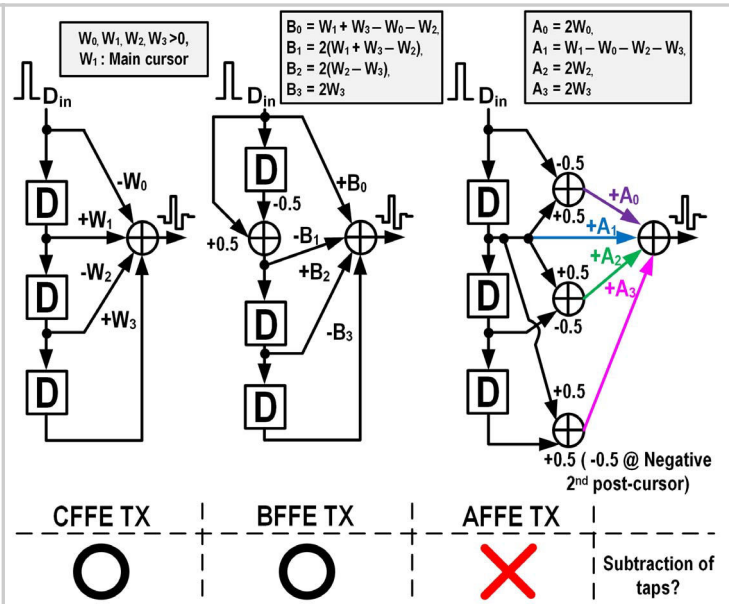 W₀, W₁, W₂, W₃ >0,
W₁ : Main cursor
B₀ = W₁ + W₃ – W₀ – W₂,
B₁ = 2(W₁ + W₃ – W₂),
B₂ = 2(W₂ – W₃),
B₃ = 2W₃
A₀ = 2W₀,
A₁ = W₁ – W₀ – W₂ – W₃,
A₂ = 2W₂,
A₃ = 2W₃
Dᵢₙ
D
D
D
-W₀
+W₁
-W₂
+W₃
Dᵢₙ
D
-0.5
+0.5
D
D
+B₀
-B₁
+B₂
-B₃
Dᵢₙ
D
D
D
-0.5
+0.5
+0.5
-0.5
+0.5
+0.5 ( -0.5 @ Negative
2ⁿᵈ post-cursor)
+A₀
+A₁
+A₂
+A₃
CFFE TX
BFFE TX
AFFE TX
Subtraction of
taps?